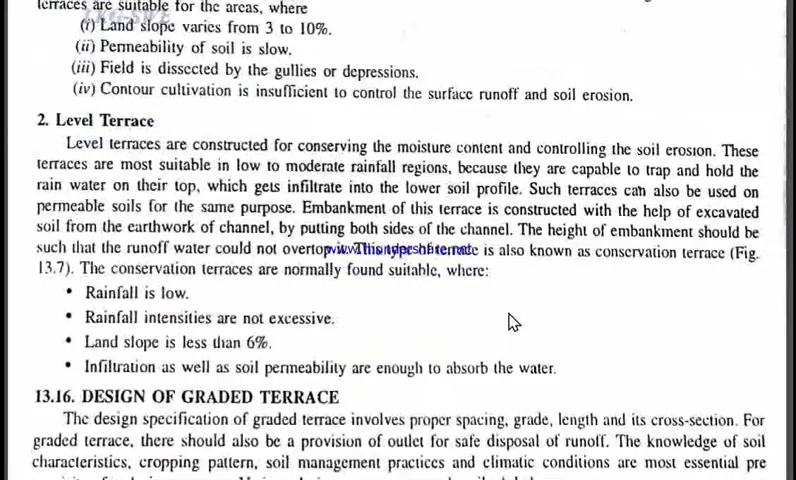 terraces are suitable for the areas, where
(i) Land slope varies from 3 to 10%.
(ii) Permeability of soil is slow.
(iii) Field is dissected by the gullies or depressions.
(iv) Contour cultivation is insufficient to control the surface runoff and soil erosion.
2. Level Terrace
Level terraces are constructed for conserving the moisture content and controlling the soil erosion. These
terraces are most suitable in low to moderate rainfall regions, because they are capable to trap and hold the
rain water on their top, which gets infiltrate into the lower soil profile. Such terraces can also be used on
permeable soils for the same purpose. Embankment of this terrace is constructed with the help of excavated
soil from the earthwork of channel, by putting both sides of the channel. The height of embankment should be
such that the runoff water could not overtop it. This type of terrace is also known as conservation terrace (Fig.
13.7). The conservation terraces are normally found suitable, where:
• Rainfall is low.
• Rainfall intensities are not excessive.
• Land slope is less than 6%.
• Infiltration as well as soil permeability are enough to absorb the water.
13.16. DESIGN OF GRADED TERRACE
The design specification of graded terrace involves proper spacing, grade, length and its cross-section. For
graded terrace, there should also be a provision of outlet for safe disposal of runoff. The knowledge of soil
characteristics, cropping pattern, soil management practices and climatic conditions are most essential pre